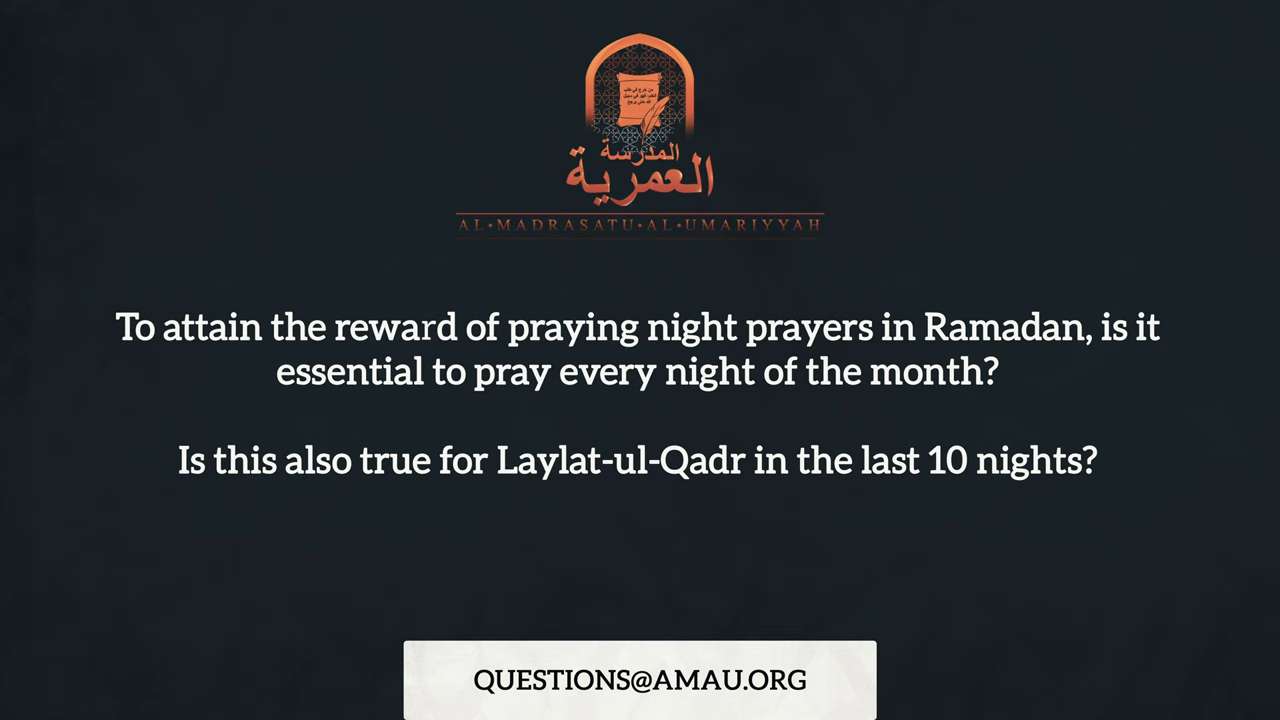 المدرسة
العمرية
AL•MADRASATU•AL•UMARIYYAH
To attain the reward of praying night prayers in Ramadan, is it
essential to pray every night of the month?
Is this also true for Laylat-ul-Qadr in the last 10 nights?
QUESTIONS@AMAU.ORG